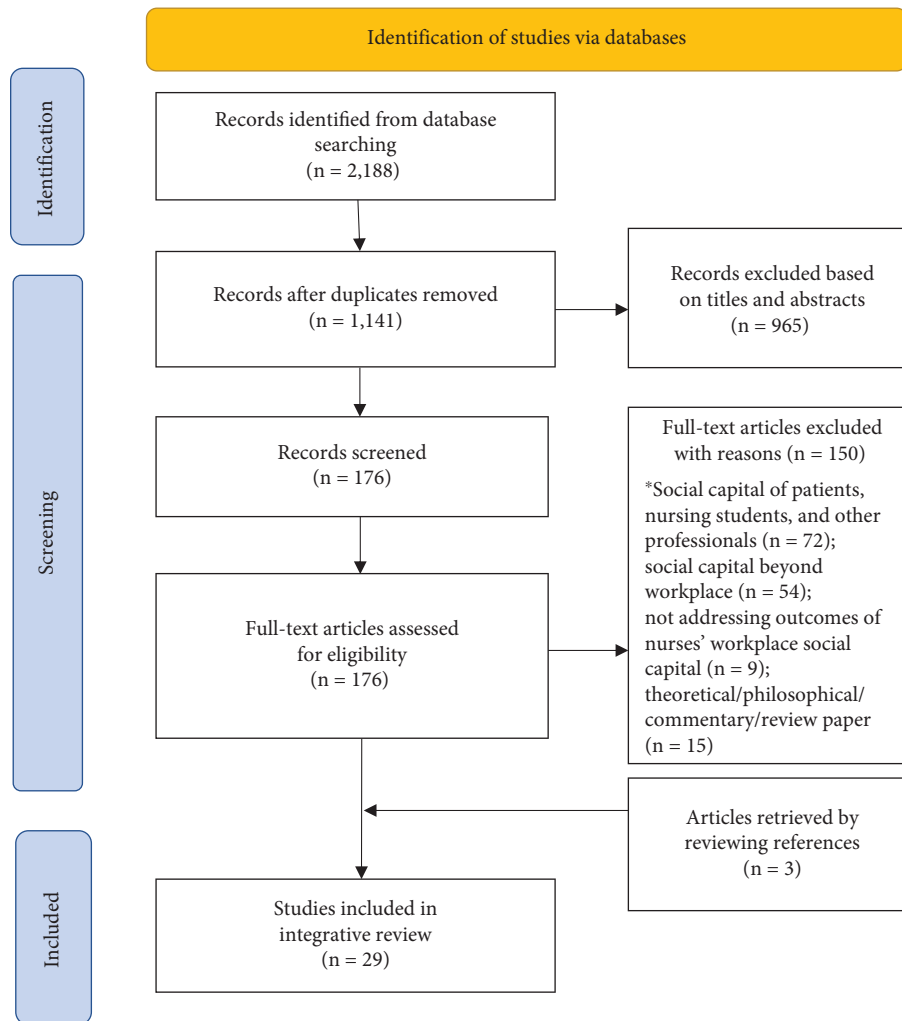 Identification of studies via databases
Identification
Records identified from database
searching
(n = 2,188)
Screening
Records after duplicates removed
(n = 1,141)
Records excluded based
on titles and abstracts
(n = 965)
Records screened
(n = 176)
Full-text articles assessed
for eligibility
(n = 176)
Full-text articles excluded
with reasons (n = 150)
*Social capital of patients,
nursing students, and other
professionals (n = 72);
social capital beyond
workplace (n = 54);
not addressing outcomes of
nurses’ workplace social
capital (n = 9);
theoretical/philosophical/
commentary/review paper
(n = 15)
Articles retrieved by
reviewing references
(n = 3)
Included
Studies included in
integrative review
(n = 29)